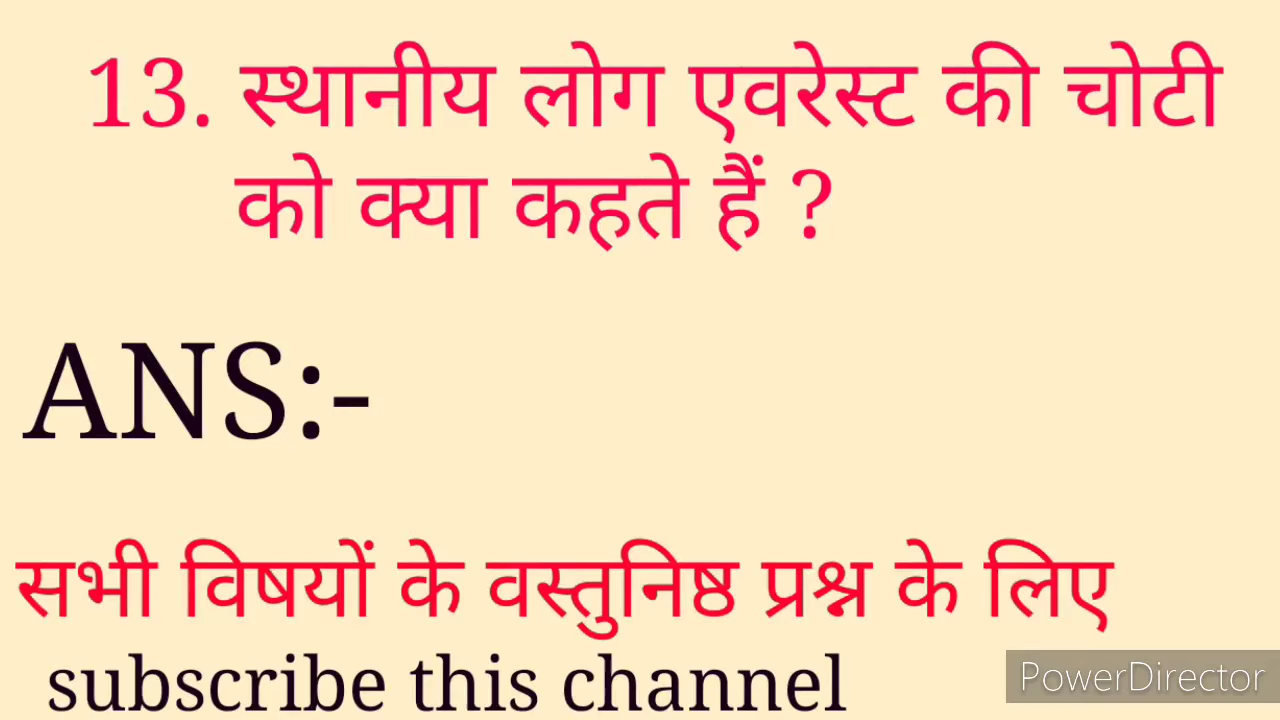 13. स्थानीय लोग एवरेस्ट की चोटी
को क्या कहते हैं ?
ANS:-
सभी विषयों के वस्तुनिष्ठ प्रश्न के लिए
subscribe this channel
PowerDirector